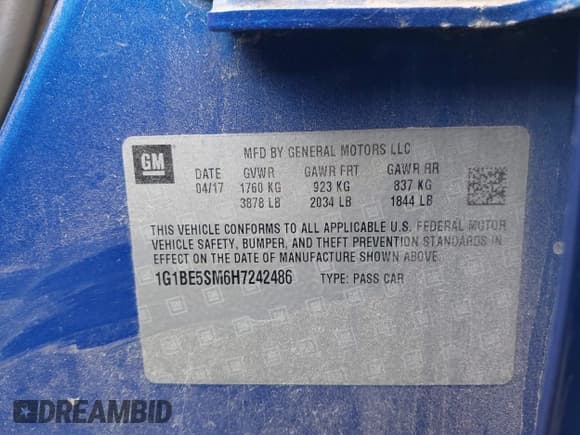 GM
MFD BY GENERAL MOTORS LLC
DATE GVWR GAWR FRT GAWR RR
04/17 1760 KG 923 KG 837 KG
3878 LB 2034 LB 1844 LB
THIS VEHICLE CONFORMS TO ALL APPLICABLE U.S. FEDERAL MOTOR
VEHICLE SAFETY, BUMPER, AND THEFT PREVENTION STANDARDS IN
EFFECT ON THE DATE OF MANUFACTURE SHOWN ABOVE.
1G1BE5SM6H7242486 TYPE: PASS CAR
DREAMBID